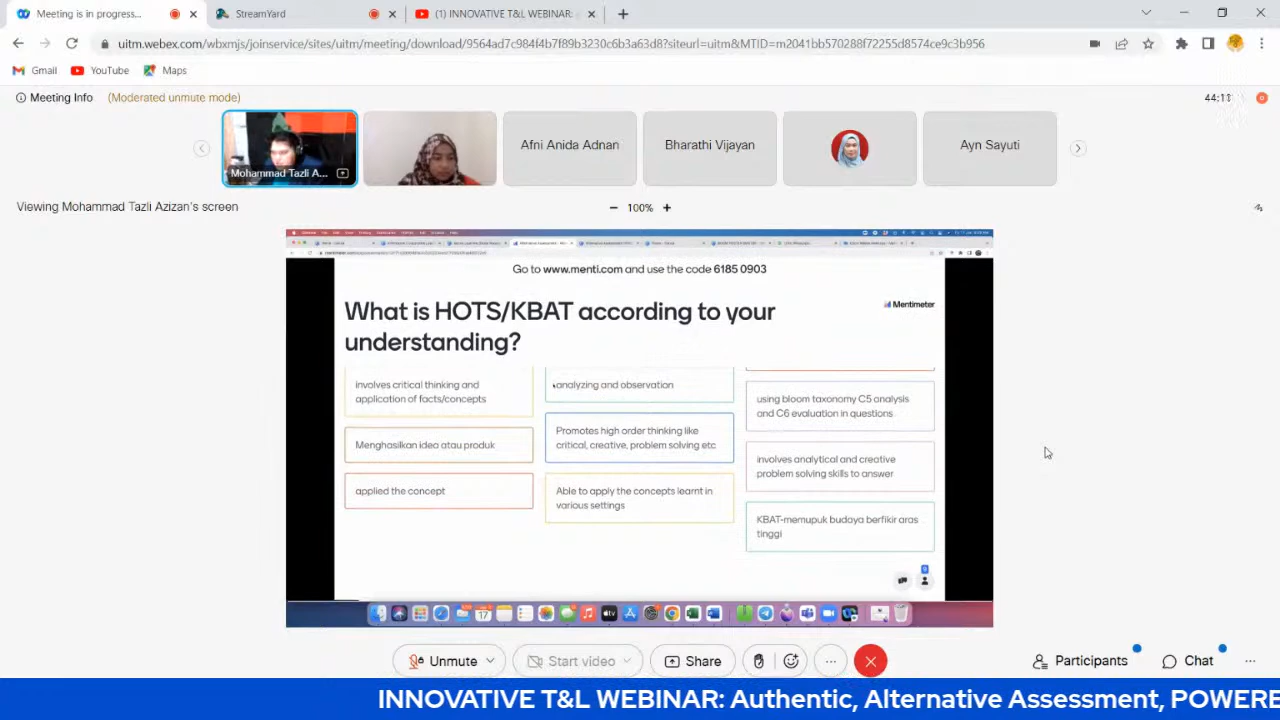 Meeting is in progress...
StreamYard
(1) INNOVATIVE T&L WEBINAR:
uitm.webex.com/wbxmjs/joinservice/sites/uitm/meeting/download/9564ad7c984f4b7f89b3230c6b3a63d8?siteurl=uitm&MTID=m2041bb570288f72255d8574ce9c3b956
Gmail
YouTube
Maps
Meeting Info
(Moderated unmute mode)
Mohammad Tazli A...
Afni Anida Adnan
Bharathi Vijayan
Ayn Sayuti
Viewing Mohammad Tazli Azizan's screen
100%
Go to www.menti.com and use the code 6185 0903
What is HOTS/KBAT according to your
understanding?
Mentimeter
involves critical thinking and
application of facts/concepts
Menghasilkan idea atau produk
applied the concept
analyzing and observation
Promotes high order thinking like
critical, creative, problem solving etc
Able to apply the concepts learnt in
various settings
using bloom taxonomy C5 analysis
and C6 evaluation in questions
involves analytical and creative
problem solving skills to answer
KBAT-memupuk budaya berfikir aras
tinggi
Unmute
Start video
Share
Participants
Chat
INNOVATIVE T&L WEBINAR: Authentic, Alternative Assessment, POWERE